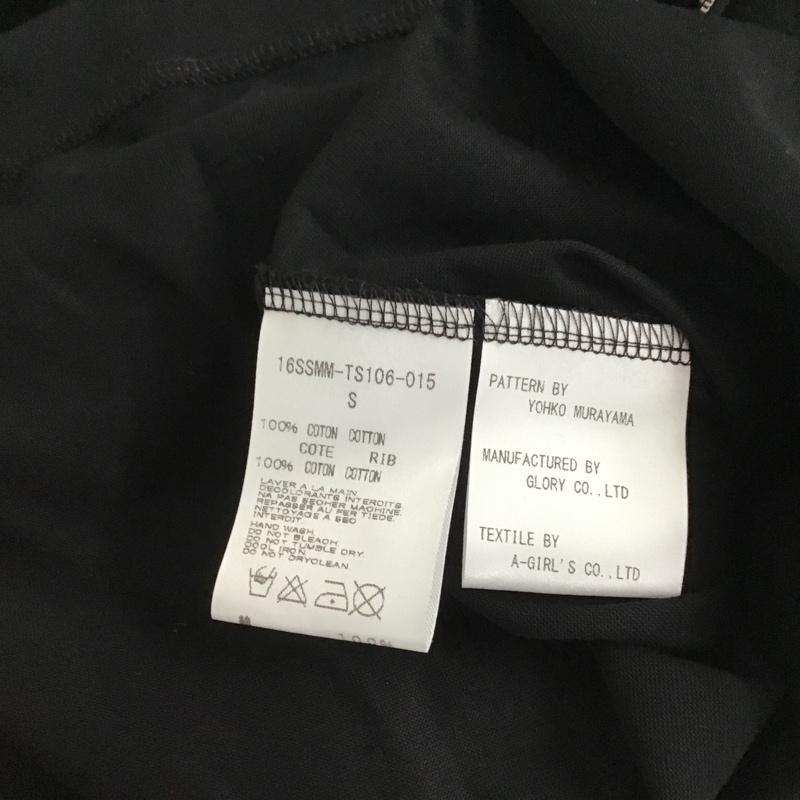 16SSMM-TS106-015
S
100% COTON COTTON
COTE RIB
100% COTON COTTON
LAVER A LA MAIN
DECOLORANTS INTERDITS
NA PAS SECHER MACHINE.
REPASSER AU FER TIEDE.
NETTOYAGE A SEC
INTERDIT.
HAND WASH.
DO NOT BLEACH.
DO NOT TUMBLE DRY.
COOL IRON.
DO NOT DRYCLEAN.
100%
PATTERN BY
YOHKO MURAYAMA
MANUFACTURED BY
GLORY CO.,LTD
TEXTILE BY
A-GIRL'S CO.,LTD